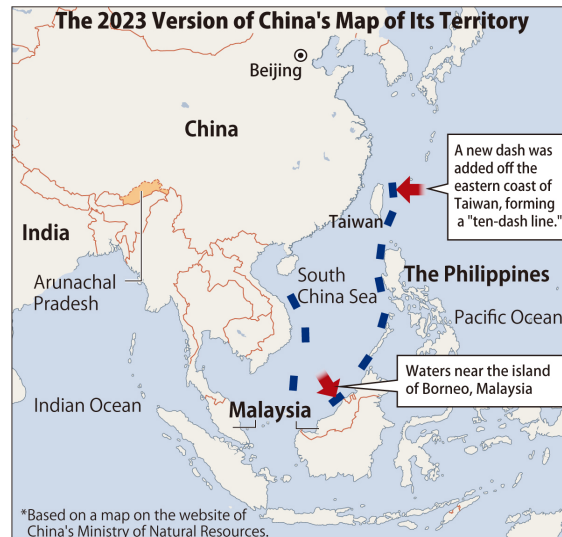 The 2023 Version of China's Map of Its Territory
Beijing
China
A new dash was
added off the
eastern coast of
Taiwan, forming
a "ten-dash line."
Taiwan
India
Arunachal
Pradesh
South
China Sea
The Philippines
Pacific Ocean
Waters near the island
of Borneo, Malaysia
Indian Ocean
Malaysia
*Based on a map on the website of
China's Ministry of Natural Resources.